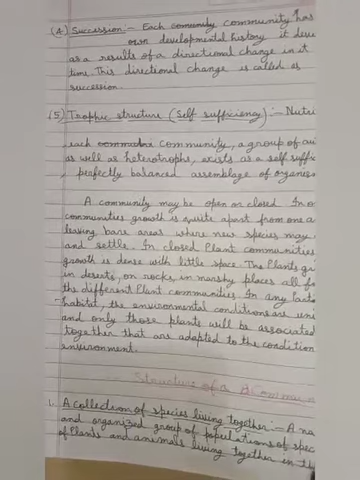 (4) Succession:- Each community community has
own developmental history it deve
as a results of a directional change in it
time. This directional change is called es
succession.
(5) Trophic structure (Self sufficiency):- Nutri
each community, a group of au
as well as heterotrophs, exists as a self suffic
perfectly balanced assemblage of organism
A community may be open or closed. In o
communities growth is quite apart from one a
leaving bare areas where new species may
and settle. In closed Plant communities
growth is dense with little space. The Plants gr
in deserts, on rocks, in marshy places all fo
the different Plant communities. In any
habitat, the environmental conditions are uni
and only those plants will be associated
together that are adapted to the condition
environment.
Structure of a Commu
1. A collection of species living together:- A na
and organized group of populations of spec
of Plants and animals living together in th